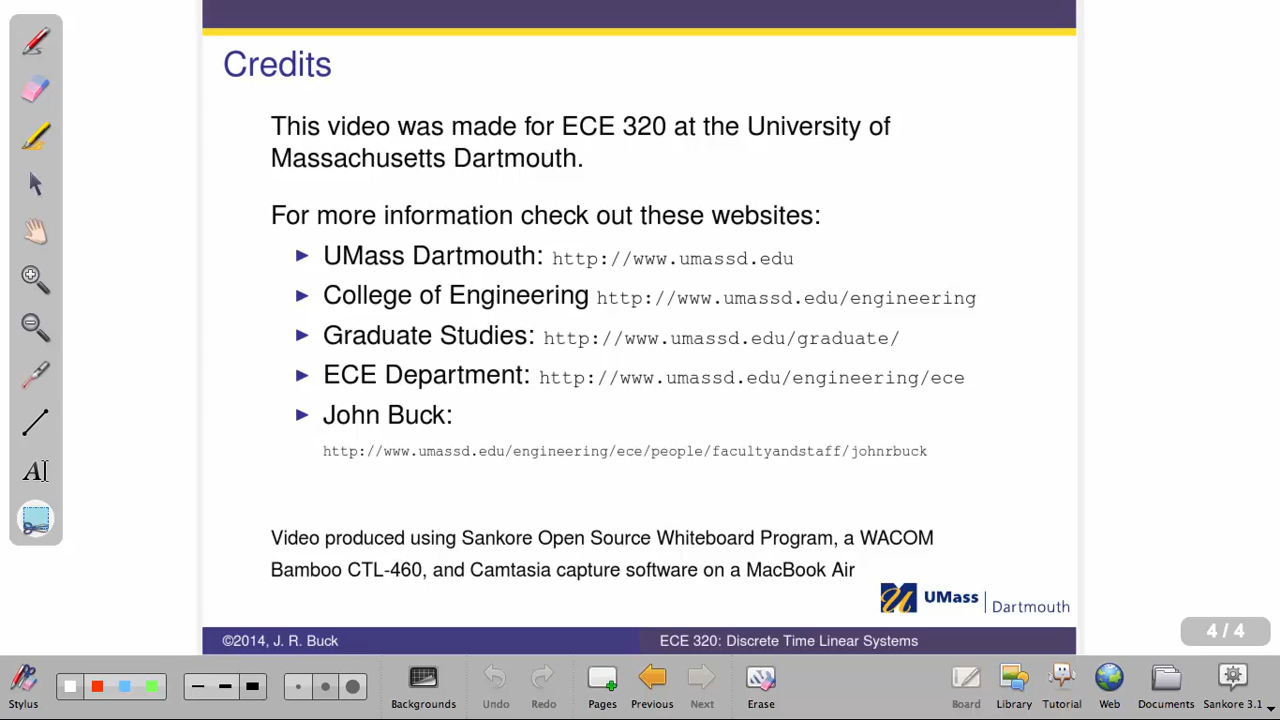 Credits
This video was made for ECE 320 at the University of
Massachusetts Dartmouth.
For more information check out these websites:
UMass Dartmouth: http://www.umassd.edu
College of Engineering http://www.umassd.edu/engineering
Graduate Studies: http://www.umassd.edu/graduate/
ECE Department: http://www.umassd.edu/engineering/ece
John Buck:
http://www.umassd.edu/engineering/ece/people/facultyandstaff/johnrbuck
Video produced using Sankore Open Source Whiteboard Program, a WACOM
Bamboo CTL-460, and Camtasia capture software on a MacBook Air
UMass | Dartmouth
©2014, J. R. Buck ECE 320: Discrete Time Linear Systems
4 / 4
Stylus Backgrounds Undo Redo Pages Previous Next Erase Board Library Tutorial Web Documents Sankore 3.1